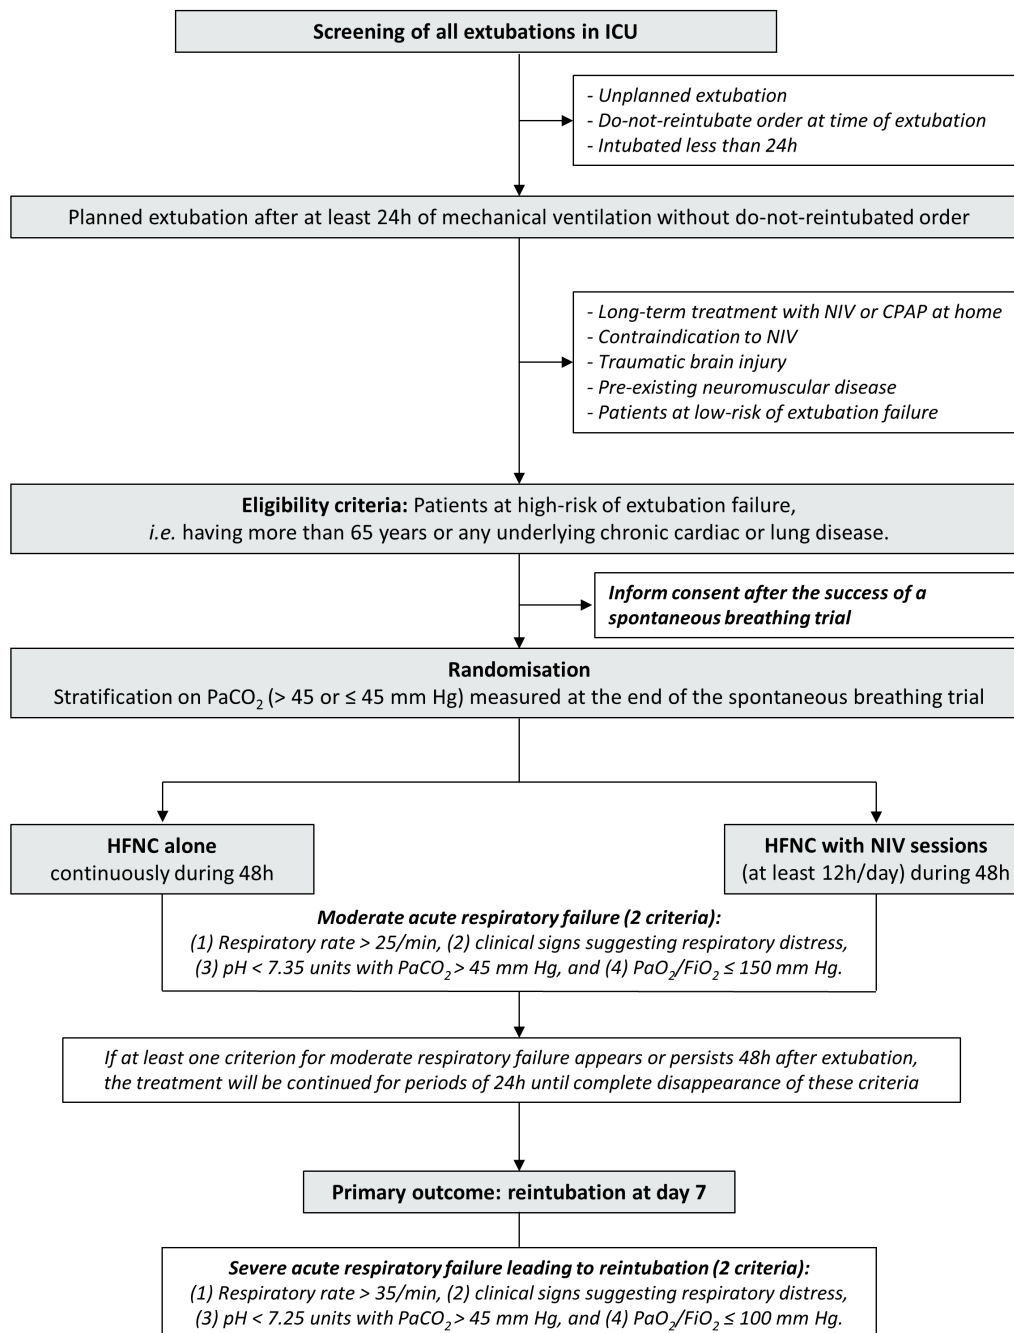 Screening of all extubations in ICU
- Unplanned extubation
- Do-not-reintubate order at time of extubation
- Intubated less than 24h
Planned extubation after at least 24h of mechanical ventilation without do-not-reintubated order
- Long-term treatment with NIV or CPAP at home
- Contraindication to NIV
- Traumatic brain injury
- Pre-existing neuromuscular disease
- Patients at low-risk of extubation failure
Eligibility criteria: Patients at high-risk of extubation failure,
i.e. having more than 65 years or any underlying chronic cardiac or lung disease.
Inform consent after the success of a
spontaneous breathing trial
Randomisation
Stratification on PaCO2 (> 45 or ≤ 45 mm Hg) measured at the end of the spontaneous breathing trial
HFNC alone
continuously during 48h
HFNC with NIV sessions
(at least 12h/day) during 48h
Moderate acute respiratory failure (2 criteria):
(1) Respiratory rate > 25/min, (2) clinical signs suggesting respiratory distress,
(3) pH < 7.35 units with PaCO2 > 45 mm Hg, and (4) PaO2/FiO2 ≤ 150 mm Hg.
If at least one criterion for moderate respiratory failure appears or persists 48h after extubation,
the treatment will be continued for periods of 24h until complete disappearance of these criteria
Primary outcome: reintubation at day 7
Severe acute respiratory failure leading to reintubation (2 criteria):
(1) Respiratory rate > 35/min, (2) clinical signs suggesting respiratory distress,
(3) pH < 7.25 units with PaCO2 > 45 mm Hg, and (4) PaO2/FiO2 ≤ 100 mm Hg.